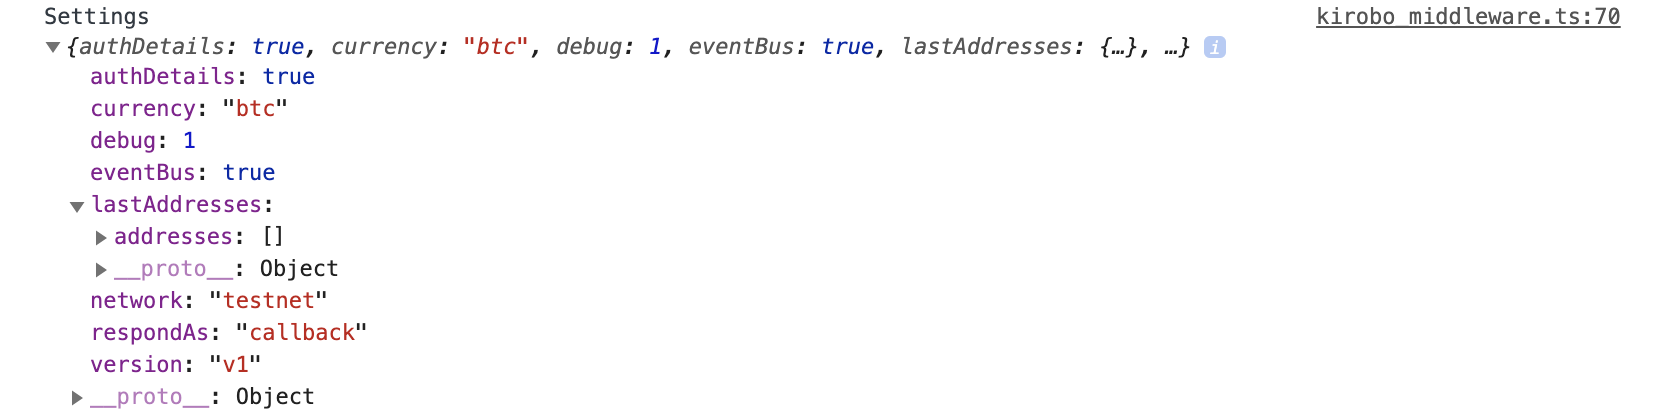 Settings kirobo_middleware.ts:70
{authDetails: true, currency: "btc", debug: 1, eventBus: true, lastAddresses: {…}, …} i
authDetails: true
currency: "btc"
debug: 1
eventBus: true
lastAddresses:
addresses: []
__proto__: Object
network: "testnet"
respondAs: "callback"
version: "v1"
__proto__: Object